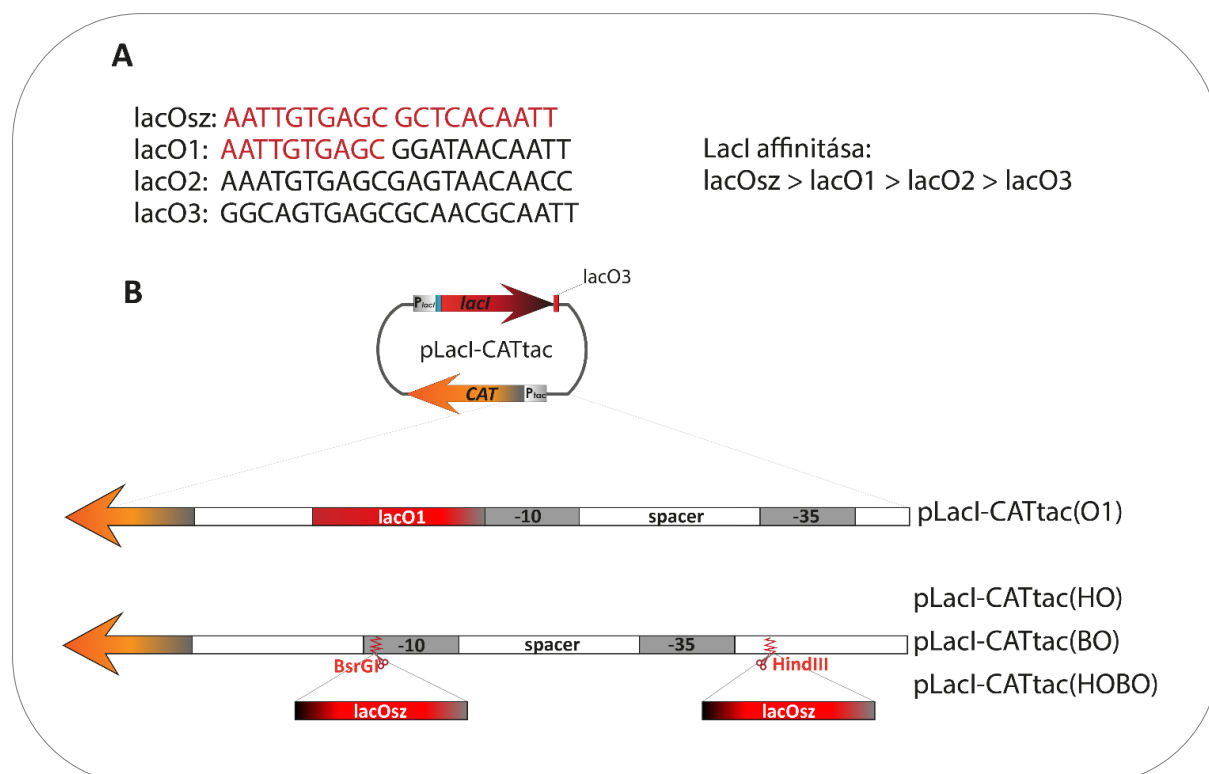 A
lacOsz: AATTGTGAGC GCTCACAATT
lacO1: AATTGTGAGC GGATAACAATT
lacO2: AAATGTGAGCGAGTAACAACC
lacO3: GGCAGTGAGCGCAACGCAATT
LacI affinitása:
lacOsz > lacO1 > lacO2 > lacO3
B
lacO3
PlacI
lacI
pLacI-CATtac
CAT
Ptac
lacO1
-10
spacer
-35
pLacI-CATtac(O1)
pLacI-CATtac(HO)
-10
spacer
-35
pLacI-CATtac(BO)
BsrGI
HindIII
pLacI-CATtac(HOBO)
lacOsz
lacOsz